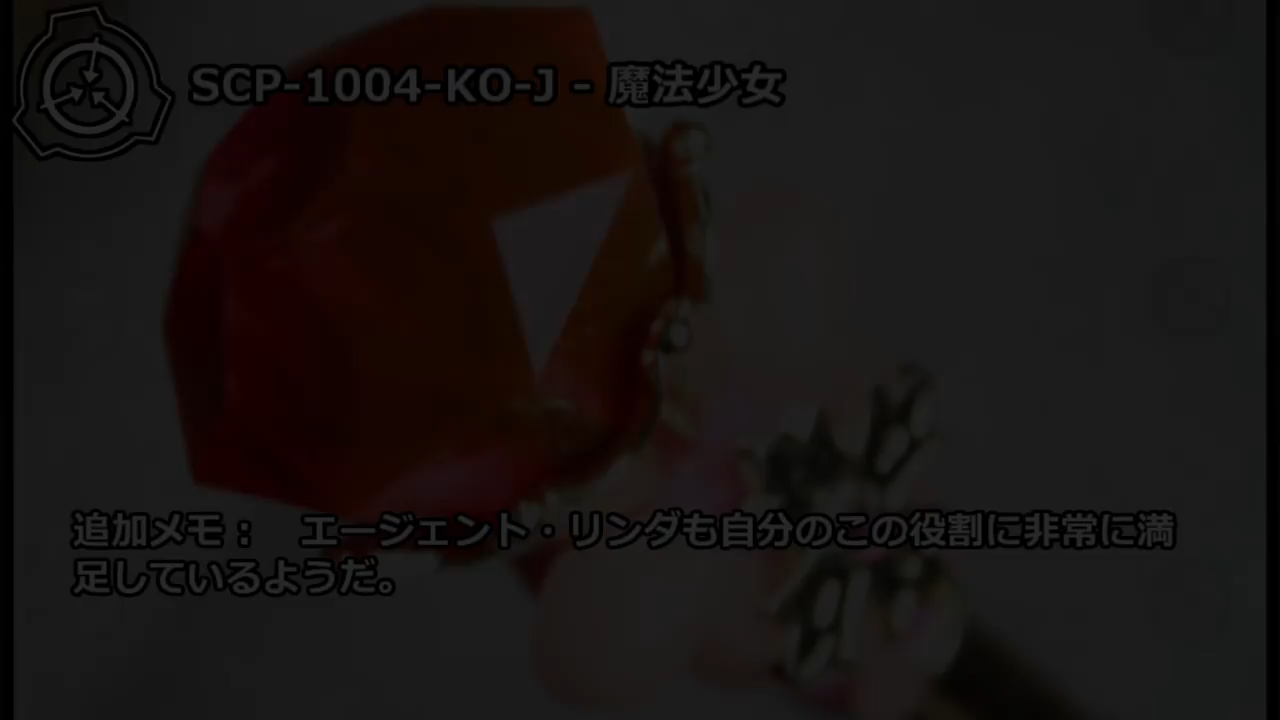 SCP-1004-KO-J - 魔法少女
追加メモ：　エージェント・リンダも自分のこの役割に非常に満
足しているようだ。